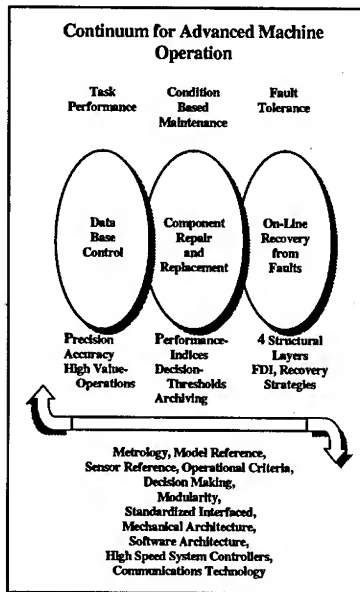 Continuum for Advanced Machine
Operation
Task
Performance
Condition
Based
Maintenance
Fault
Tolerance
Data
Base
Control
Component
Repair
and
Replacement
On-Line
Recovery
from
Faults
Precision
Accuracy
High Value-
Operations
Performance-
Indices
Decision-
Thresholds
Archiving
4 Structural
Layers
FDI, Recovery
Strategies
Metrology, Model Reference,
Sensor Reference, Operational Criteria,
Decision Making,
Modularity,
Standardized Interfaced,
Mechanical Architecture,
Software Architecture,
High Speed System Controllers,
Communications Technology